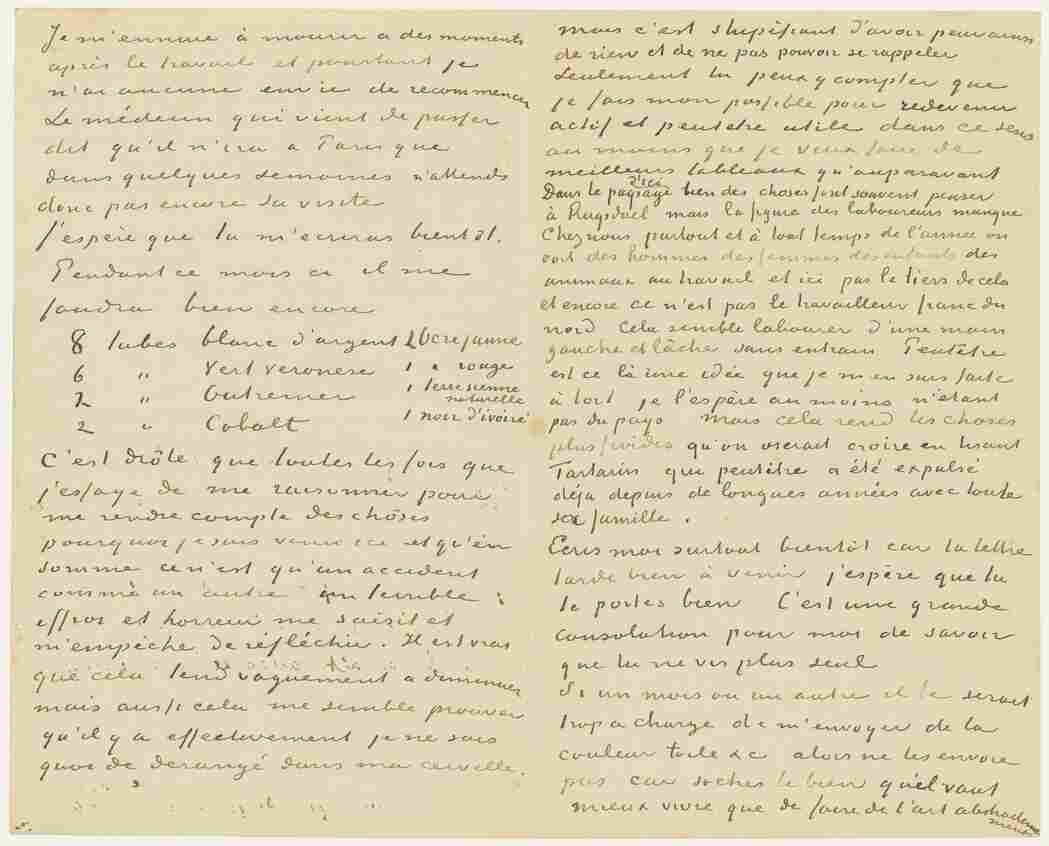 Je m'ennuie à mourir a des moments
après le travail et pourtant je
n'ai aucune envie de recommencer
Le médecin qui vient de passer
dit qu'il n'ira a Paris que
dans quelques semaines n'attends
donc pas encore sa visite
J'espère que tu m'ecriras bientôt.
Pendant ce mois ci il me
faudra bien encore
8 tubes blanc d'argent 1 Ocre jaune
6 " Vert veronese 1 " rouge
2 " Outremer 1 terre sienne naturelle
2 " Cobalt 1 noir d'ivoire
C'est drôle que toutes les fois que
j'essaye de me raisonner pour
me rendre compte des chôses
pourquoi je suis venu ici et qu'en
somme ce n'est qu'un accident
comme un autre un terrible
effroi et horreur me saisit et
m'empêche de réfléchir. Il est vrai
que cela tend vaguement a diminuer
mais aussi cela me semble prouver
qu'il y a effectivement je ne sais
quoi de derangé dans ma cervelle.
mais c'est stupefiant d'avoir peur ainsi
de rien et de ne pas pouvoir se rappeler
Seulement tu peux y compter que
je fais mon possible pour redevenir
actif et peutetre utile dans ce sens
au moins que je veux faire de
meilleurs tableaux qu'auparavant
Dans le paysage d'ici bien des choses font souvent penser
à Ruysdael mais la figure des laboureurs manque
Chez nous partout et à tout temps de l'année on
voit des hommes des femmes des enfants des
animaux au travail et ici pas le tiers de cela
et encore ce n'est pas le travailleur franc du
nord Cela semble labourer d'une main
gauche et lâche sans entrain Peutêtre
est ce là une idée que je m'en suis faite
à tort je l'espère au moins n'etant
pas du pays Mais cela rend les choses
plus froides qu'on oserait croire en lisant
Tartarin qui peutêtre a été expulsé
déja depuis de longues années avec toute
sa famille.
Ecris moi surtout bientôt car ta lettre
tarde bien à venir j'espère que tu
te portes bien C'est une grande
consolation pour moi de savoir
que tu ne vis plus seul
Si un mois ou un autre il te serait
trop a charge de m'envoyer de la
couleur toile &c alors ne les envoie
pas car saches le bien qu'il vaut
mieux vivre que de faire de l'art abstraitement